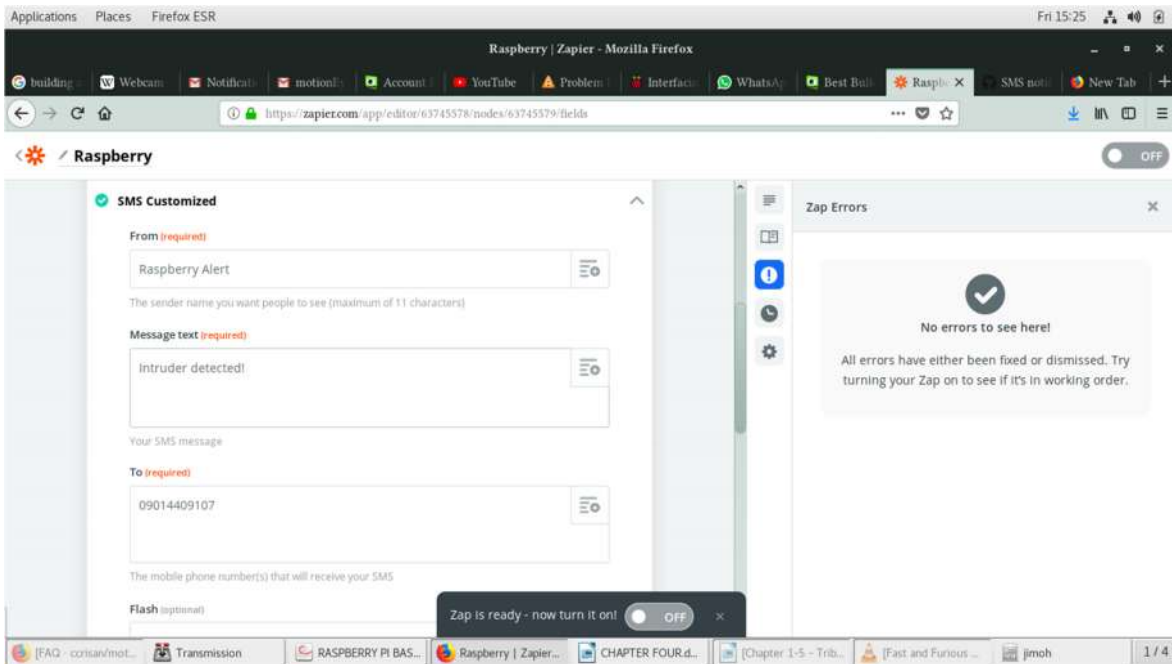 Applications Places Firefox ESR Fri 15:25
Raspberry | Zapier - Mozilla Firefox
building Webcam Notificati motionE Account YouTube Problem Interfacin WhatsA Best Bull Raspbe SMS noti New Tab
https://zapier.com/app/editor/63745578/nodes/63745579/fields
Raspberry OFF
SMS Customized
Zap Errors
From (required)
Raspberry Alert
The sender name you want people to see (maximum of 11 characters)
Message text (required)
Intruder detected!
Your SMS message
To (required)
09014409107
The mobile phone number(s) that will receive your SMS
Flash (optional)
No errors to see here!
All errors have either been fixed or dismissed. Try
turning your Zap on to see if it's in working order.
Zap is ready - now turn it on! OFF
[FAQ - ccrisan/mot... Transmission RASPBERRY PI BAS... Raspberry | Zapier... CHAPTER FOUR.d... [Chapter 1-5 - Trib... [Fast and Furious ... jimoh 1 / 4